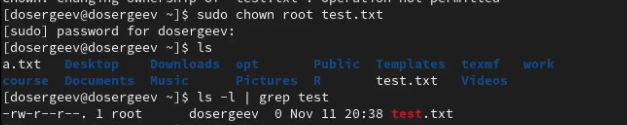 chown: changing ownership of 'test.txt': Operation not permitted
[dosergeev@dosergeev ~]$ sudo chown root test.txt
[sudo] password for dosergeev:
[dosergeev@dosergeev ~]$ ls
a.txt Desktop Downloads opt Public Templates texmf work
course Documents Music Pictures R test.txt Videos
[dosergeev@dosergeev ~]$ ls -l | grep test
-rw-r--r--. 1 root dosergeev 0 Nov 11 20:38 test.txt